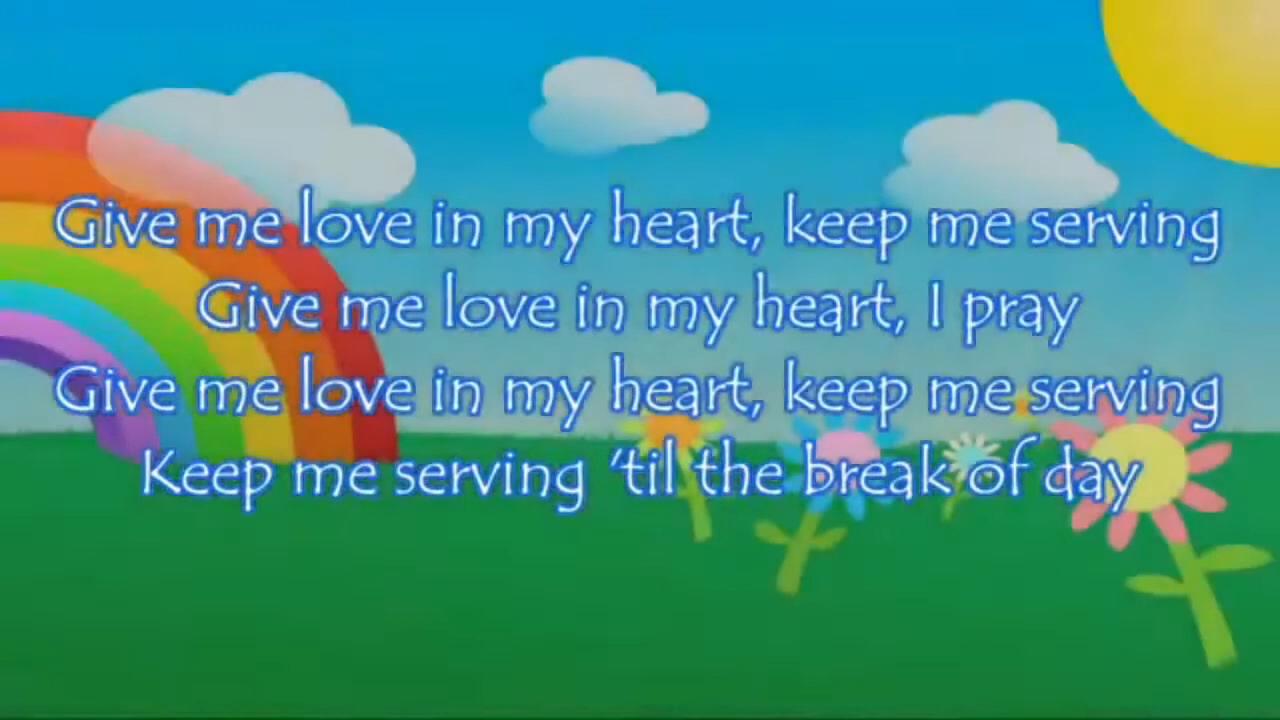 Give me love in my heart, keep me serving
Give me love in my heart, I pray
Give me love in my heart, keep me serving
Keep me serving ‘til the break of day